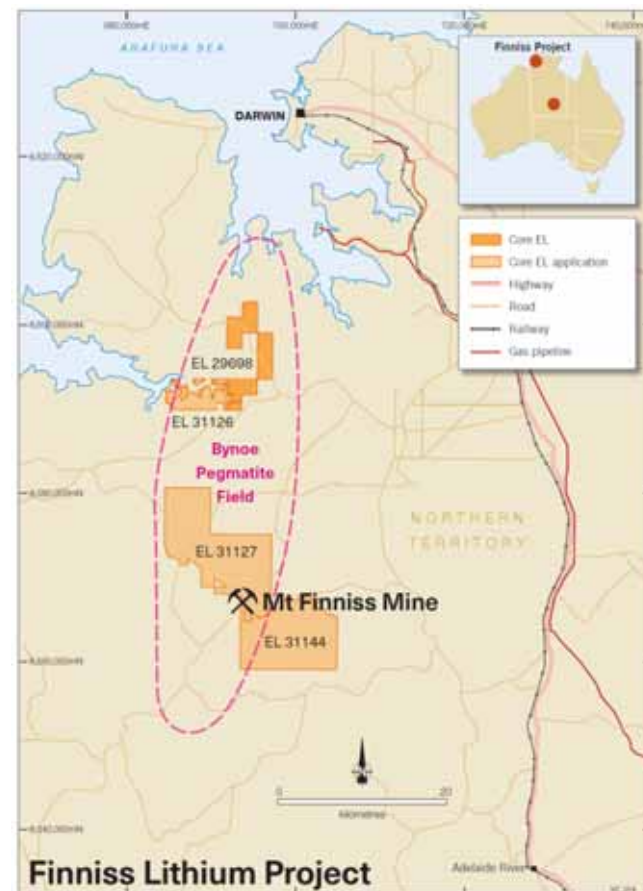 ARAFURA SEA
DARWIN
Finniss Project
Core EL
Core EL application
Highway
Road
Railway
Gas pipeline
EL 29698
EL 31126
Bynoe
Pegmatite
Field
NORTHERN
TERRITORY
EL 31127
Mt Finniss Mine
EL 31144
0
20
kilometres
Adelaide River
Finniss Lithium Project